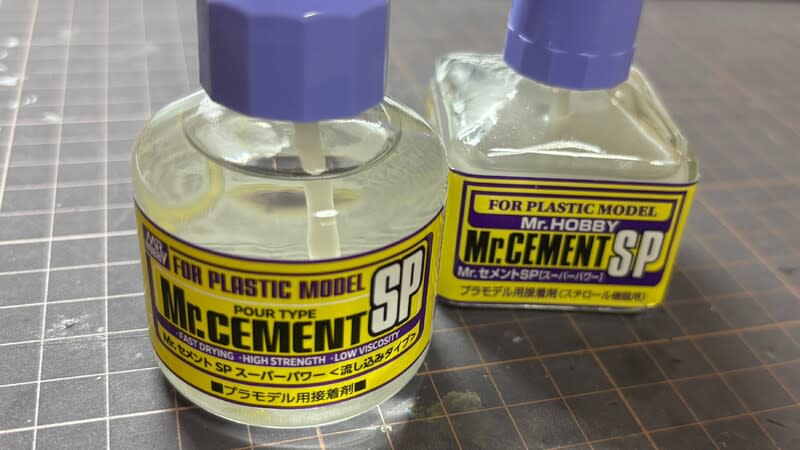 MR HOBBY
FOR PLASTIC MODEL
POUR TYPE
Mr.CEMENT SP
・FAST DRYING ・HIGH STRENGTH ・LOW VISCOSITY
Mr.セメント SP スーパーパワー <流し込みタイプ>
■プラモデル用接着剤■
FOR PLASTIC MODEL
Mr.HOBBY
Mr.CEMENT SP
Mr.セメントSP[スーパーパワー]
プラモデル用接着剤(スチロール樹脂用)